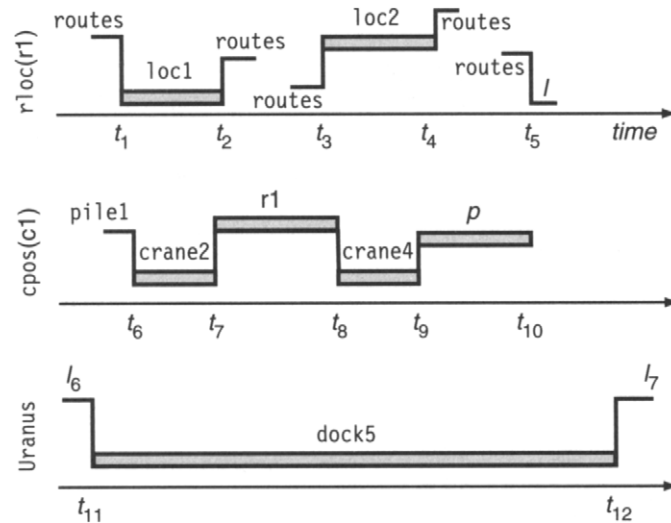 rloc(r1)
routes
loc1
routes
routes
loc2
routes
routes
l
t1
t2
t3
t4
t5
time
cpos(c1)
pile1
crane2
r1
crane4
p
t6
t7
t8
t9
t10
Uranus
l6
dock5
l7
t11
t12